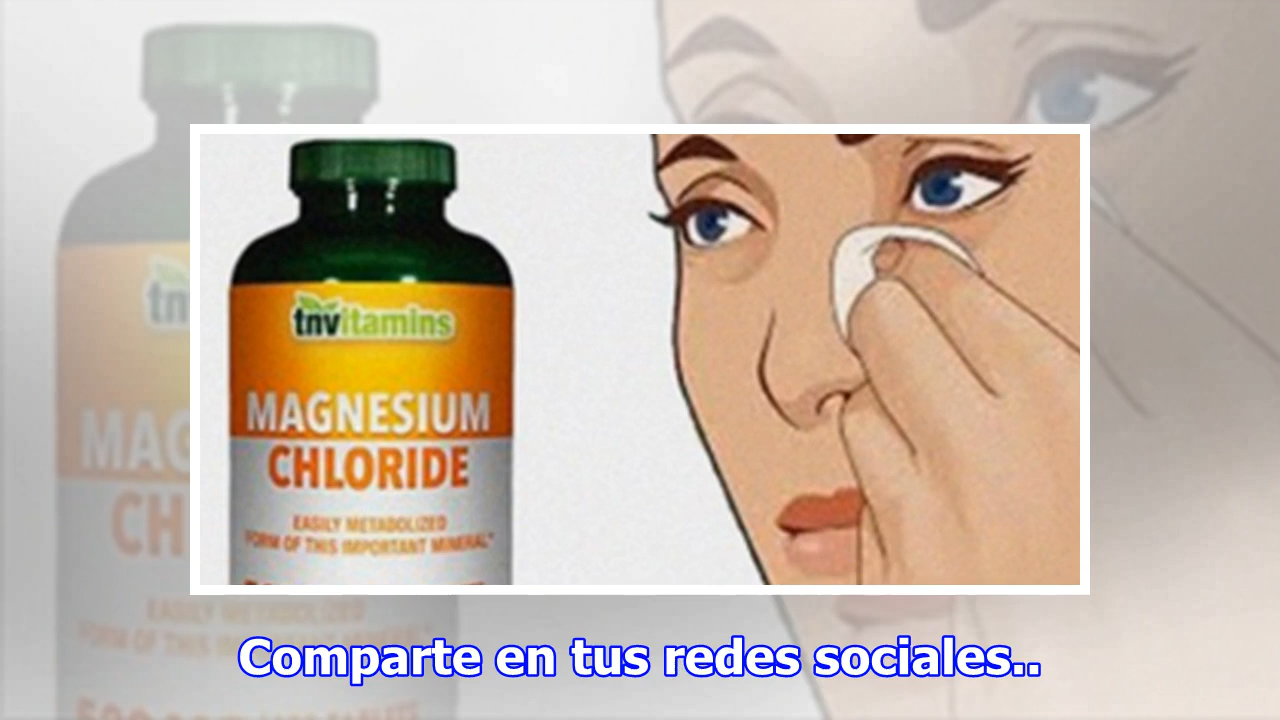 tnvitamins
MAGNESIUM
CHLORIDE
EASILY METABOLIZED
FORM OF THIS IMPORTANT MINERAL*
Comparte en tus redes sociales..